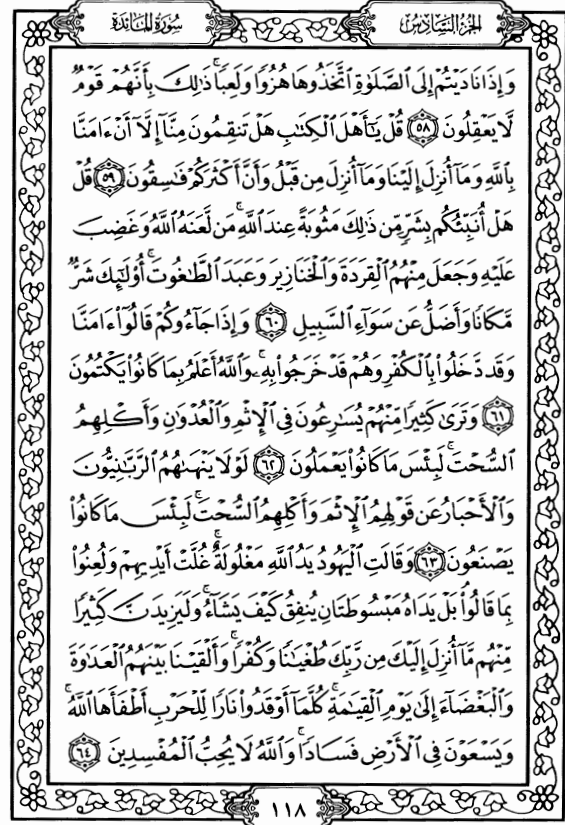 الجزء السادس
سورة المائدة
وَإِذَا نَادَيْتُمْ إِلَى ٱلصَّلَوٰةِ ٱتَّخَذُوهَا هُزُوًا وَلَعِبًا ۚ ذَٰلِكَ بِأَنَّهُمْ قَوْمٌ
لَّا يَعْقِلُونَ ٥٨ قُلْ يَـٰٓأَهْلَ ٱلْكِتَـٰبِ هَلْ تَنقِمُونَ مِنَّآ إِلَّآ أَنْ ءَامَنَّا
بِٱللَّهِ وَمَآ أُنزِلَ إِلَيْنَا وَمَآ أُنزِلَ مِن قَبْلُ وَأَنَّ أَكْثَرَكُمْ فَـٰسِقُونَ ٥٩ قُلْ
هَلْ أُنَبِّئُكُم بِشَرٍّ مِّن ذَٰلِكَ مَثُوبَةً عِندَ ٱللَّهِ ۚ مَن لَّعَنَهُ ٱللَّهُ وَغَضِبَ
عَلَيْهِ وَجَعَلَ مِنْهُمُ ٱلْقِرَدَةَ وَٱلْخَنَازِيرَ وَعَبَدَ ٱلطَّـٰغُوتَ ۚ أُو۟لَـٰٓئِكَ شَرٌّ
مَّكَانًا وَأَضَلُّ عَن سَوَآءِ ٱلسَّبِيلِ ٦٠ وَإِذَا جَآءُوكُمْ قَالُوٓا۟ ءَامَنَّا
وَقَد دَّخَلُوا۟ بِٱلْكُفْرِ وَهُمْ قَدْ خَرَجُوا۟ بِهِۦ ۚ وَٱللَّهُ أَعْلَمُ بِمَا كَانُوا۟ يَكْتُمُونَ
٦١ وَتَرَىٰ كَثِيرًا مِّنْهُمْ يُسَـٰرِعُونَ فِى ٱلْإِثْمِ وَٱلْعُدْوَٰنِ وَأَكْلِهِمُ
ٱلسُّحْتَ ۚ لَبِئْسَ مَا كَانُوا۟ يَعْمَلُونَ ٦٢ لَوْلَا يَنْهَىٰهُمُ ٱلرَّبَّـٰنِيُّونَ
وَٱلْأَحْبَارُ عَن قَوْلِهِمُ ٱلْإِثْمَ وَأَكْلِهِمُ ٱلسُّحْتَ ۚ لَبِئْسَ مَا كَانُوا۟
يَصْنَعُونَ ٦٣ وَقَالَتِ ٱلْيَهُودُ يَدُ ٱللَّهِ مَغْلُولَةٌ ۚ غُلَّتْ أَيْدِيهِمْ وَلُعِنُوا۟
بِمَا قَالُوا۟ ۘ بَلْ يَدَاهُ مَبْسُوطَتَانِ يُنفِقُ كَيْفَ يَشَآءُ ۚ وَلَيَزِيدَنَّ كَثِيرًا
مِّنْهُم مَّآ أُنزِلَ إِلَيْكَ مِن رَّبِّكَ طُغْيَـٰنًا وَكُفْرًا ۚ وَأَلْقَيْنَا بَيْنَهُمُ ٱلْعَدَٰوَةَ
وَٱلْبَغْضَآءَ إِلَىٰ يَوْمِ ٱلْقِيَـٰمَةِ ۚ كُلَّمَآ أَوْقَدُوا۟ نَارًا لِّلْحَرْبِ أَطْفَأَهَا ٱللَّهُ ۚ
وَيَسْعَوْنَ فِى ٱلْأَرْضِ فَسَادًا ۚ وَٱللَّهُ لَا يُحِبُّ ٱلْمُفْسِدِينَ ٦٤
١١٨